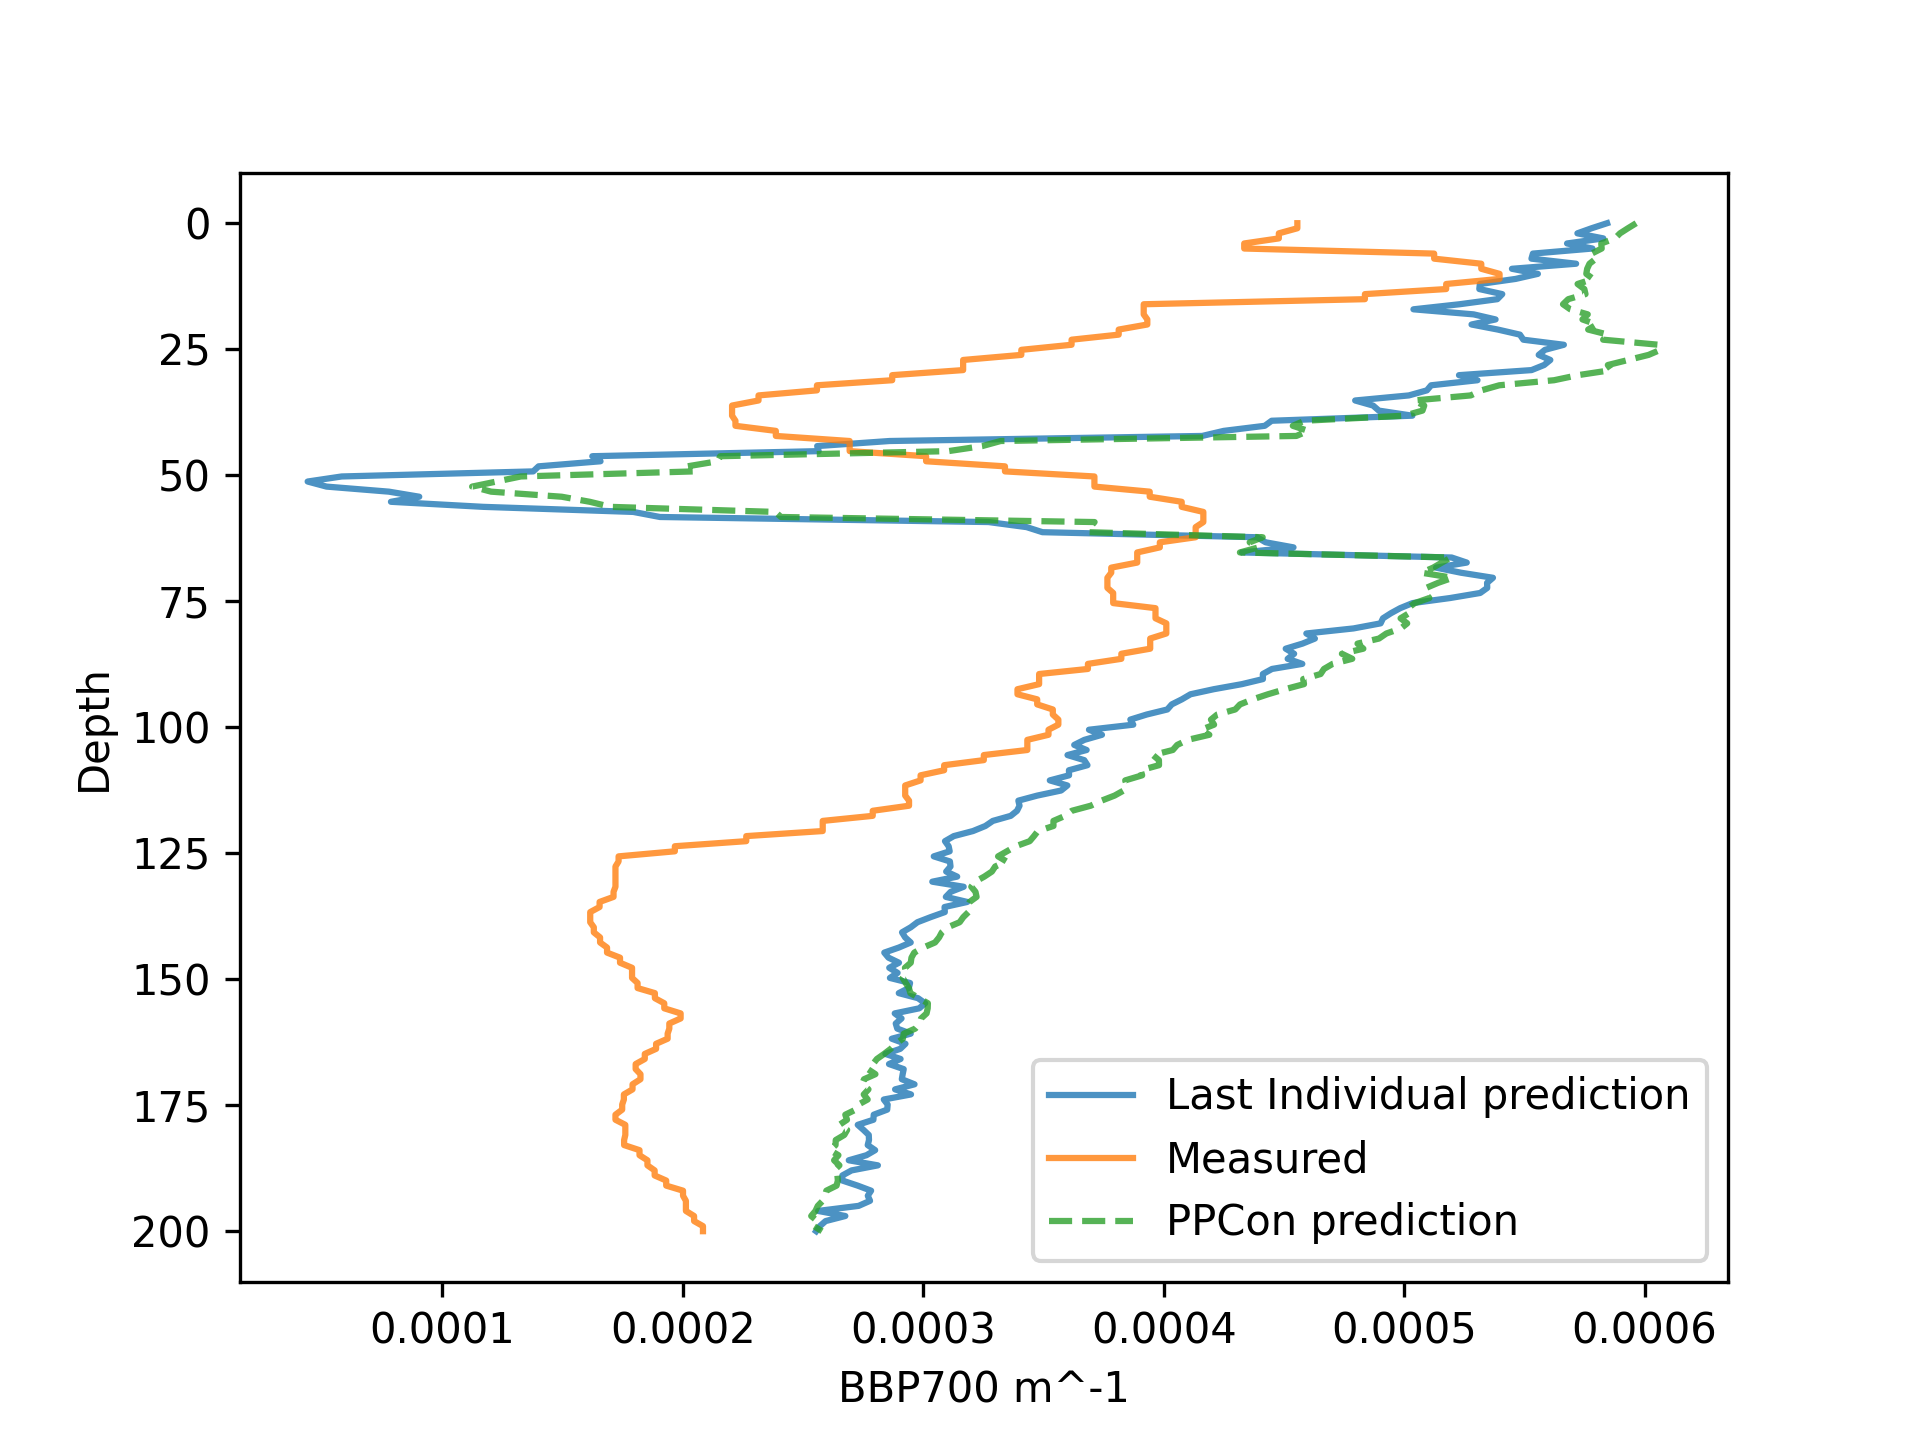 0
25
50
75
100
125
150
175
200
Depth
0.0001 0.0002 0.0003 0.0004 0.0005 0.0006
BBP700 m^-1
Last Individual prediction
Measured
PPCon prediction